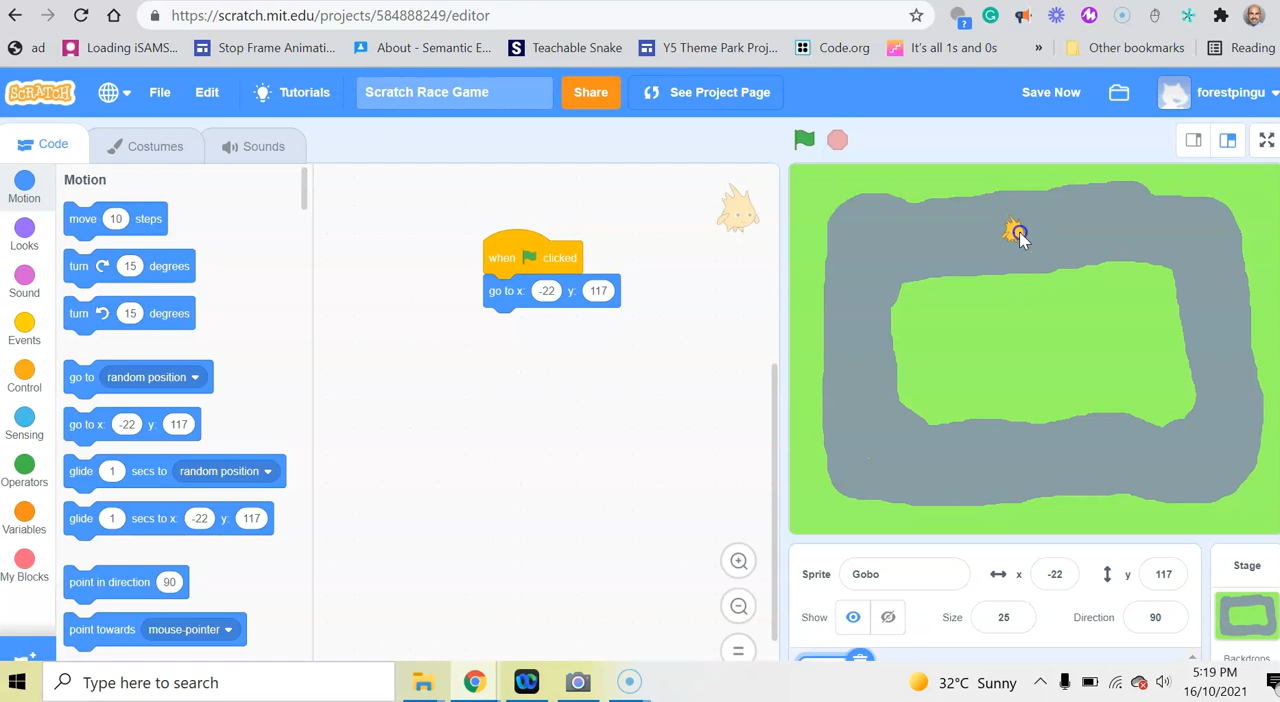 https://scratch.mit.edu/projects/584888249/editor
?
ad Loading iSAMS... Stop Frame Animati... About - Semantic E... S Teachable Snake Y5 Theme Park Proj... Code.org It's all 1s and 0s » Other bookmarks Reading
SCRATCH File Edit Tutorials Scratch Race Game Share See Project Page Save Now forestpingu
Code Costumes Sounds
Motion
Motion
move 10 steps
Looks
turn 15 degrees
Sound
turn 15 degrees
Events
go to random position
Control
go to x: -22 y: 117
Sensing
glide 1 secs to random position
Operators
glide 1 secs to x: -22 y: 117
Variables
point in direction 90
My Blocks
point towards mouse-pointer
when clicked
go to x: -22 y: 117
Sprite Gobo x -22 y 117
Show Size 25 Direction 90
Stage
Backdrops
Type here to search
32°C Sunny
5:19 PM
16/10/2021